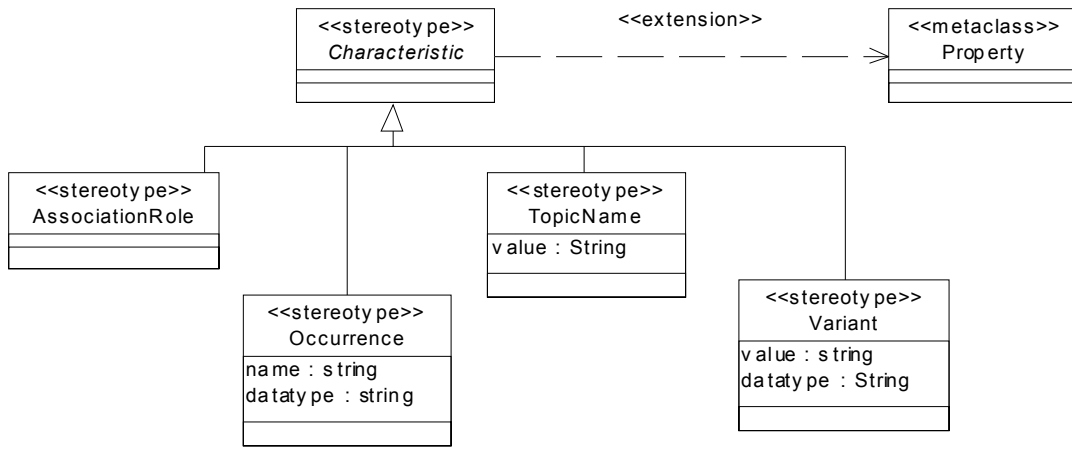 <<stereotype>>
Characteristic
<<extension>>
<<metaclass>>
Property
<<stereotype>>
AssociationRole
<<stereotype>>
TopicName
value : String
<<stereotype>>
Occurrence
name : string
datatype : string
<<stereotype>>
Variant
value : string
datatype : String